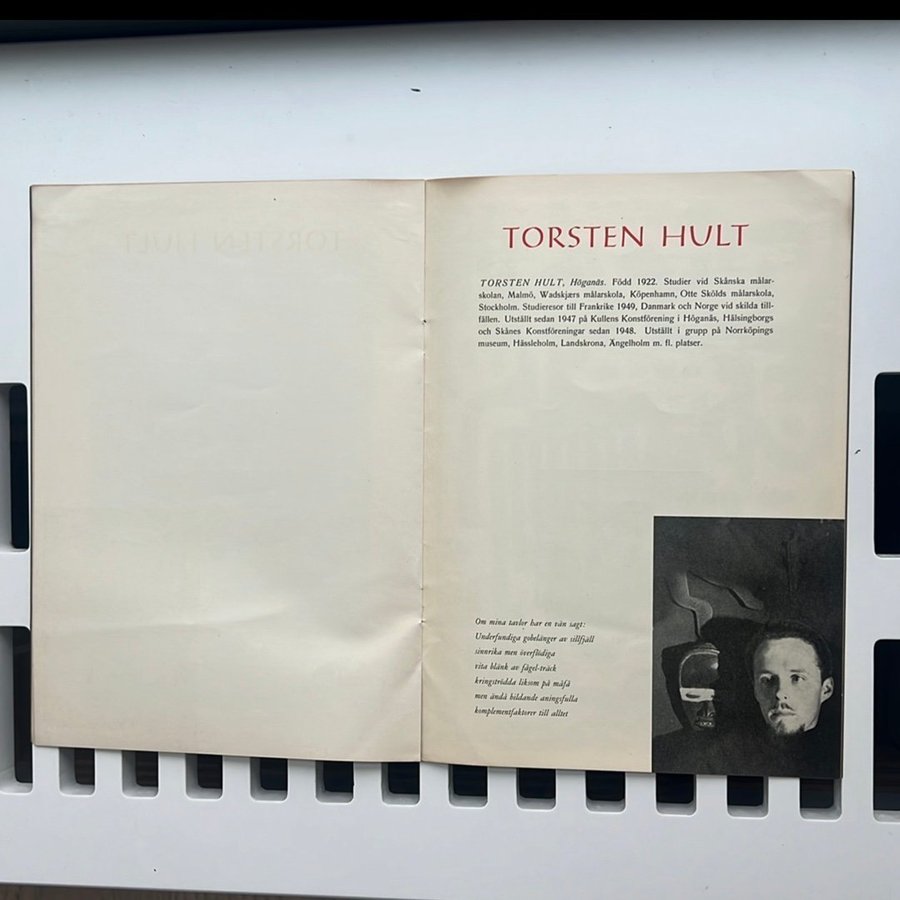 TORSTEN HULT
TORSTEN HULT, Höganäs. Född 1922. Studier vid Skånska målar-
skolan, Malmö, Wadskjærs målarskola, Köpenhamn, Otte Skölds målarskola,
Stockholm. Studieresor till Frankrike 1949, Danmark och Norge vid skilda till-
fällen. Utställt sedan 1947 på Kullens Konstförening i Höganäs, Hälsingborgs
och Skånes Konstföreningar sedan 1948. Utställt i grupp på Norrköpings
museum, Hässleholm, Landskrona, Ängelholm m. fl. platser.
Om mina tavlor har en vän sagt:
Underfundiga gobelänger av sillfjäll
sinnrika men överflödiga
vita blänk av fågel-träck
kringströdda liksom på måfå
men ändå bildande aningsfulla
komplementfaktorer till alltet